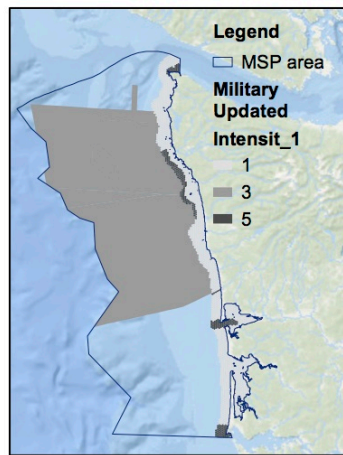 Legend
MSP area
Military
Updated
Intensit_1
1
3
5